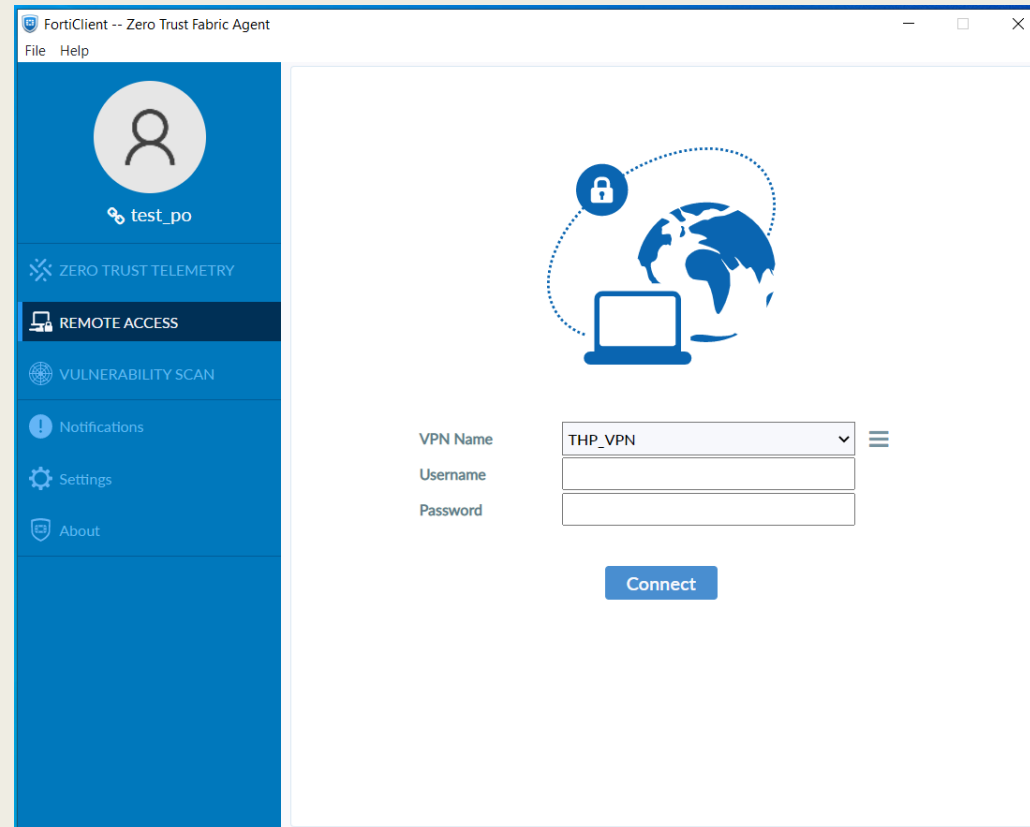 FortiClient -- Zero Trust Fabric Agent
File Help
test_po
ZERO TRUST TELEMETRY
REMOTE ACCESS
VULNERABILITY SCAN
Notifications
Settings
About
VPN Name THP_VPN
Username
Password
Connect